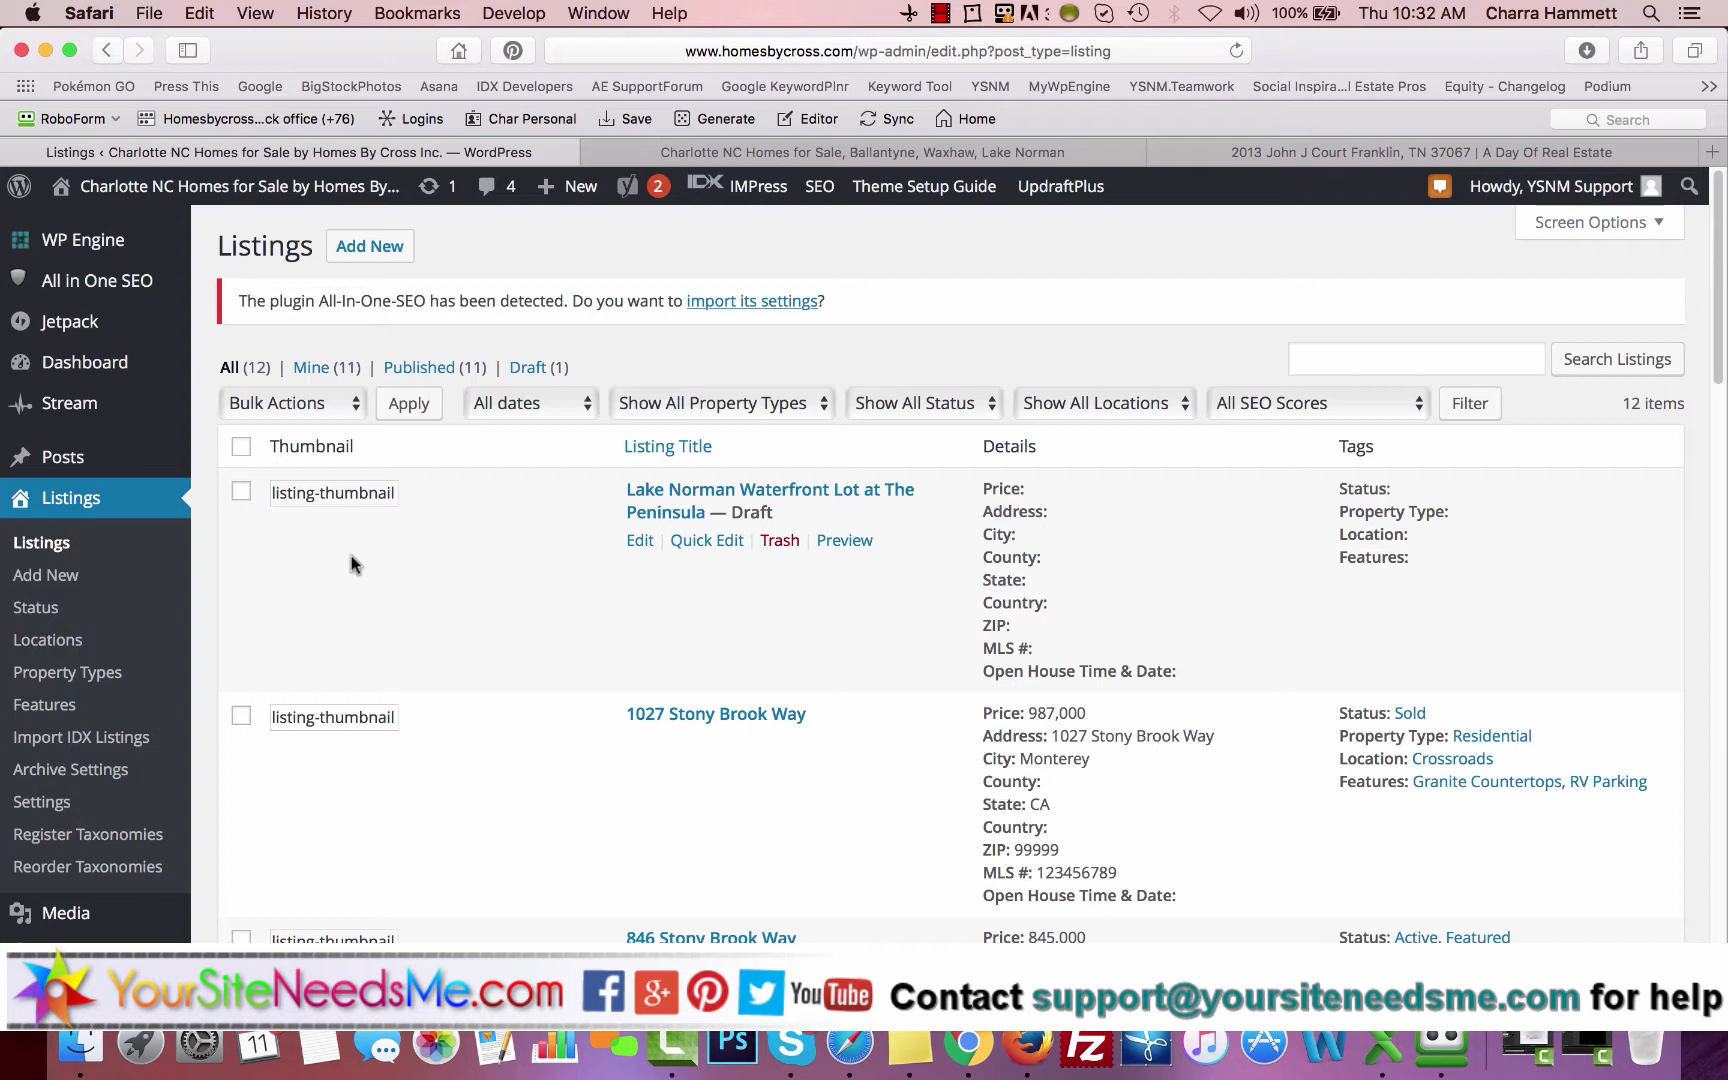 Safari File Edit View History Bookmarks Develop Window Help 100% Thu 10:32 AM Charra Hammett
www.homesbycross.com/wp-admin/edit.php?post_type=listing
Pokémon GO Press This Google BigStockPhotos Asana IDX Developers AE SupportForum Google KeywordPlnr Keyword Tool YSNM MyWpEngine YSNM.Teamwork Social Inspira...l Estate Pros Equity - Changelog Podium >>
RoboForm Homesbycross...ck office (+76) Logins Char Personal Save Generate Editor Sync Home Search
Listings ‹ Charlotte NC Homes for Sale by Homes By Cross Inc. — WordPress Charlotte NC Homes for Sale, Ballantyne, Waxhaw, Lake Norman 2013 John J Court Franklin, TN 37067 | A Day Of Real Estate +
Charlotte NC Homes for Sale by Homes By... 1 4 + New 2 IDX IMPress SEO Theme Setup Guide UpdraftPlus Howdy, YSNM Support
Screen Options
WP Engine
All in One SEO
Jetpack
Dashboard
Stream
Posts
Listings
Listings
Add New
Status
Locations
Property Types
Features
Import IDX Listings
Archive Settings
Settings
Register Taxonomies
Reorder Taxonomies
Media
Listings Add New
The plugin All-In-One-SEO has been detected. Do you want to import its settings?
All (12) | Mine (11) | Published (11) | Draft (1)
Search Listings
Bulk Actions Apply All dates Show All Property Types Show All Status Show All Locations All SEO Scores Filter 12 items
Thumbnail Listing Title Details Tags
listing-thumbnail
Lake Norman Waterfront Lot at The
Peninsula — Draft
Edit | Quick Edit | Trash | Preview
Price:
Address:
City:
County:
State:
Country:
ZIP:
MLS #:
Open House Time & Date:
Status:
Property Type:
Location:
Features:
listing-thumbnail
1027 Stony Brook Way
Price: 987,000
Address: 1027 Stony Brook Way
City: Monterey
County:
State: CA
Country:
ZIP: 99999
MLS #: 123456789
Open House Time & Date:
Status: Sold
Property Type: Residential
Location: Crossroads
Features: Granite Countertops, RV Parking
listing-thumbnail
846 Stony Brook Way
Price: 845,000
Status: Active, Featured
YourSiteNeedsMe.com f g+ You Tube Contact support@yoursiteneedsme.com for help
11 Ps